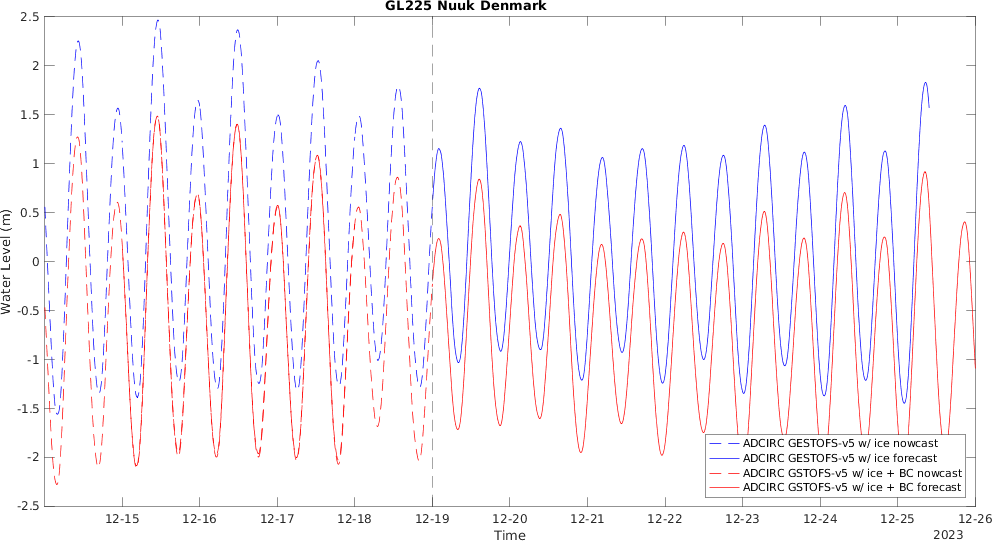 GL225 Nuuk Denmark
2.5
2
1.5
1
0.5
0
-0.5
-1
-1.5
-2
-2.5
Water Level (m)
ADCIRC GESTOFS-v5 w/ ice nowcast
ADCIRC GESTOFS-v5 w/ ice forecast
ADCIRC GSTOFS-v5 w/ ice + BC nowcast
ADCIRC GSTOFS-v5 w/ ice + BC forecast
12-15 12-16 12-17 12-18 12-19 12-20 12-21 12-22 12-23 12-24 12-25 12-26
Time
2023